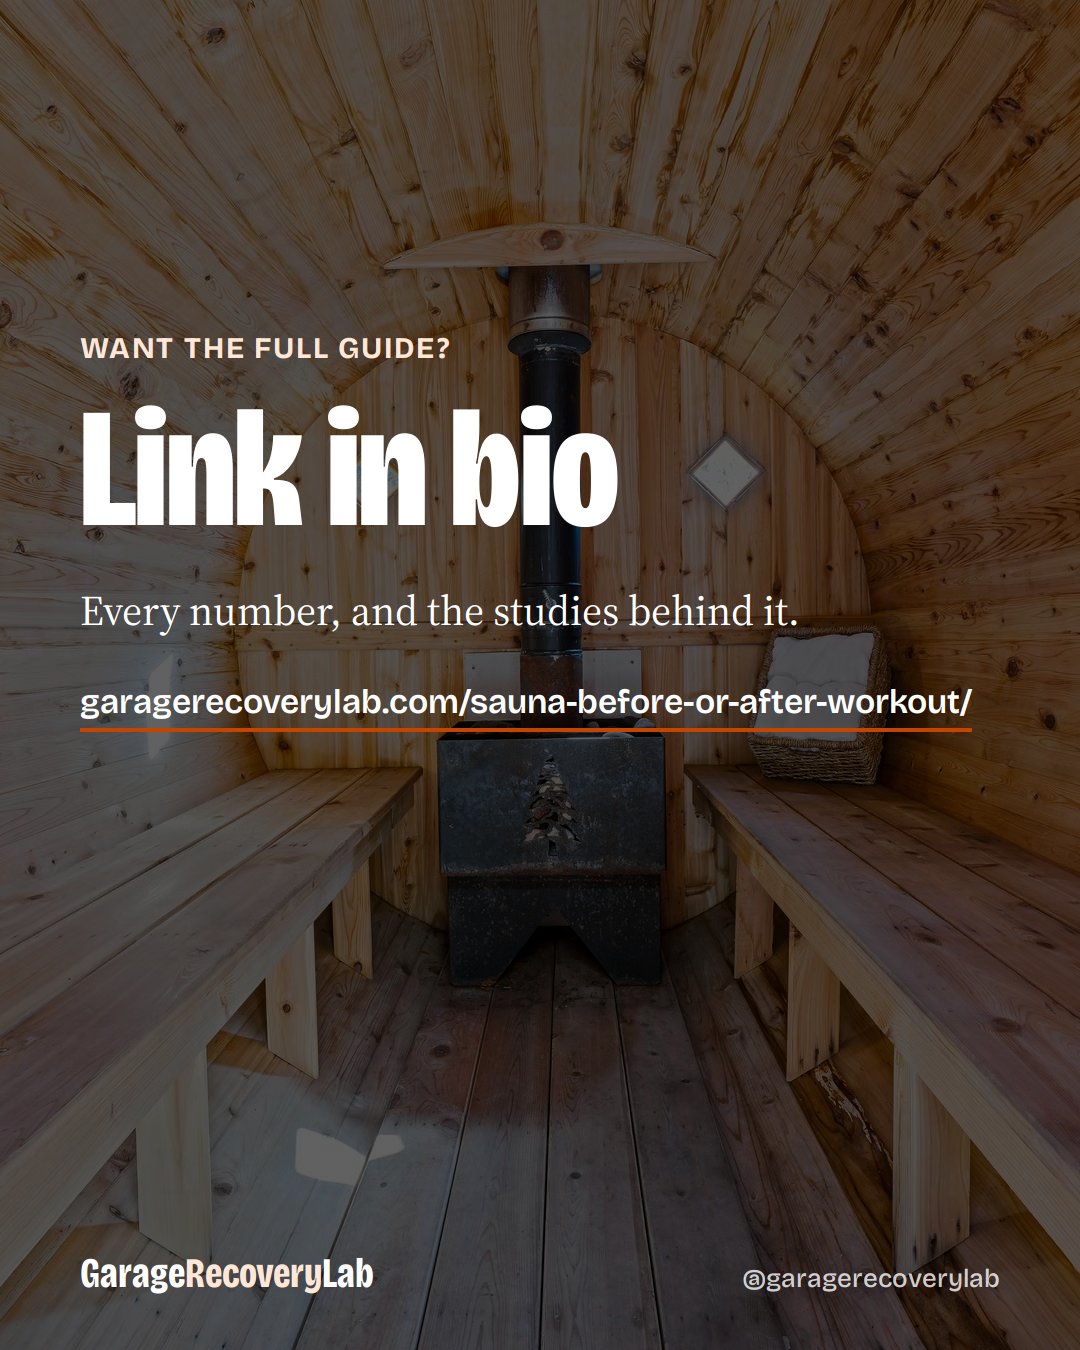 WANT THE FULL GUIDE?
Link in bio
Every number, and the studies behind it.
garagerecoverylab.com/sauna-before-or-after-workout/
GarageRecoveryLab
@garagerecoverylab